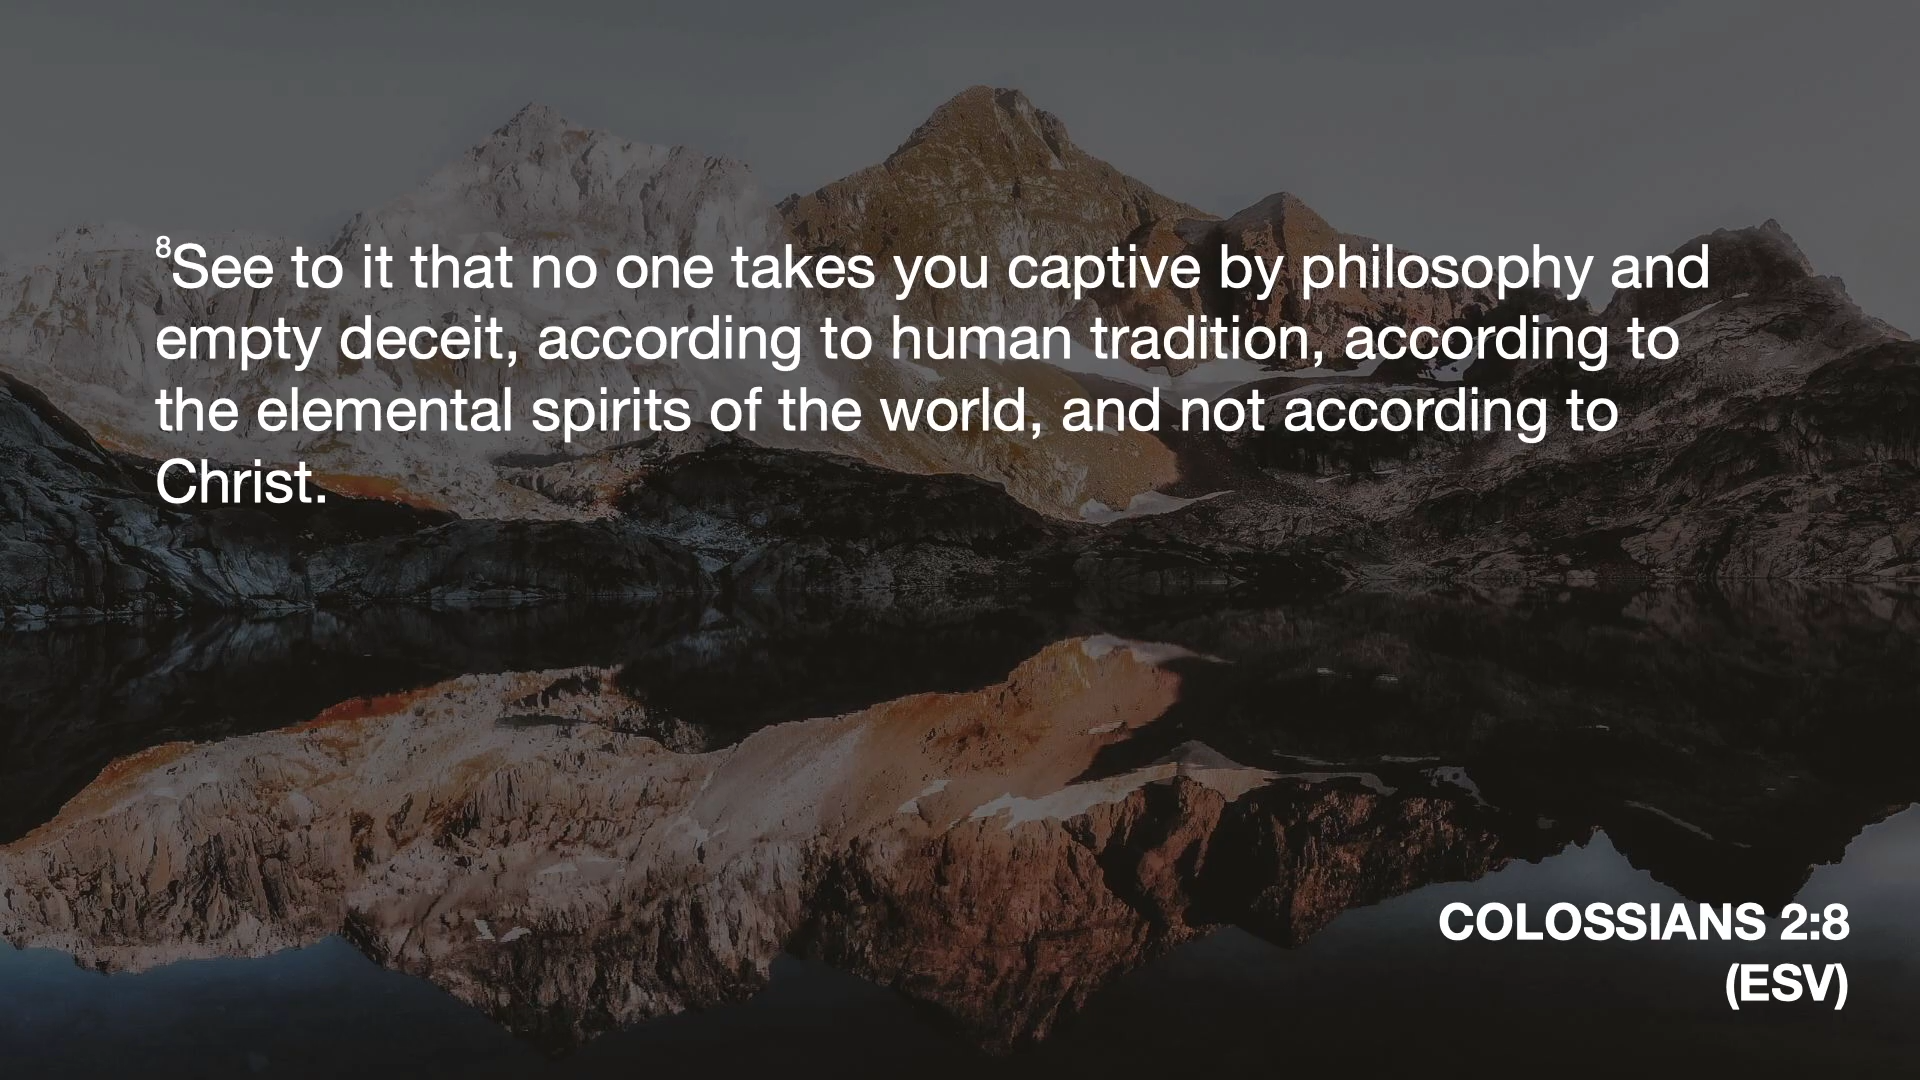 ⁸See to it that no one takes you captive by philosophy and
empty deceit, according to human tradition, according to
the elemental spirits of the world, and not according to
Christ.
COLOSSIANS 2:8
(ESV)